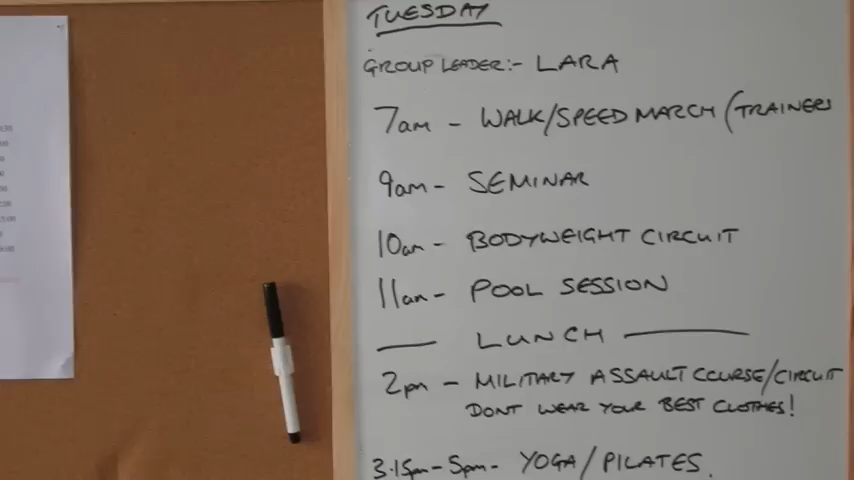 TUESDAY
GROUP LEADER:- LARA
7am - WALK/SPEED MARCH (TRAINERS
9am - SEMINAR
10am - BODYWEIGHT CIRCUIT
11am - POOL SESSION
LUNCH
2pm - MILITARY ASSAULT COURSE/CIRCUIT
DONT WEAR YOUR BEST CLOTHES!
3.15pm - 5pm - YOGA/PILATES.